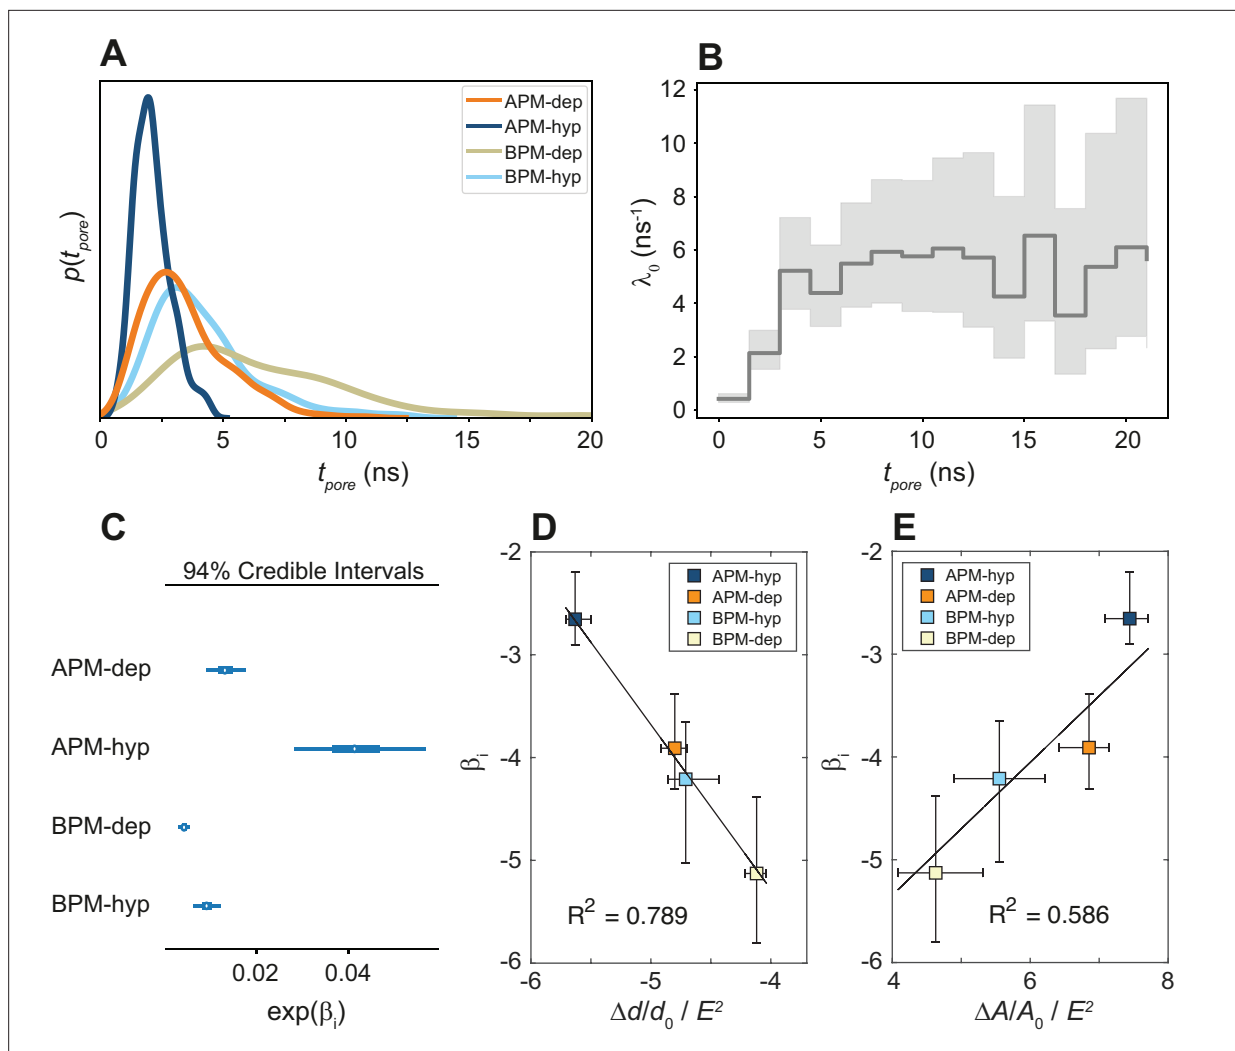 A
APM-dep
APM-hyp
BPM-dep
BPM-hyp
p(t_pore)
0 5 10 15 20
t_pore (ns)
B
12
10
8
6
4
2
0
λ₀ (ns⁻¹)
0 5 10 15 20
t_pore (ns)
C
94% Credible Intervals
APM-dep
APM-hyp
BPM-dep
BPM-hyp
0.02 0.04
exp(βᵢ)
D
-2
-3
-4
-5
-6
βᵢ
APM-hyp
APM-dep
BPM-hyp
BPM-dep
R² = 0.789
-6 -5 -4
Δd/d₀ / E²
E
-2
-3
-4
-5
-6
βᵢ
APM-hyp
APM-dep
BPM-hyp
BPM-dep
R² = 0.586
4 6 8
ΔA/A₀ / E²